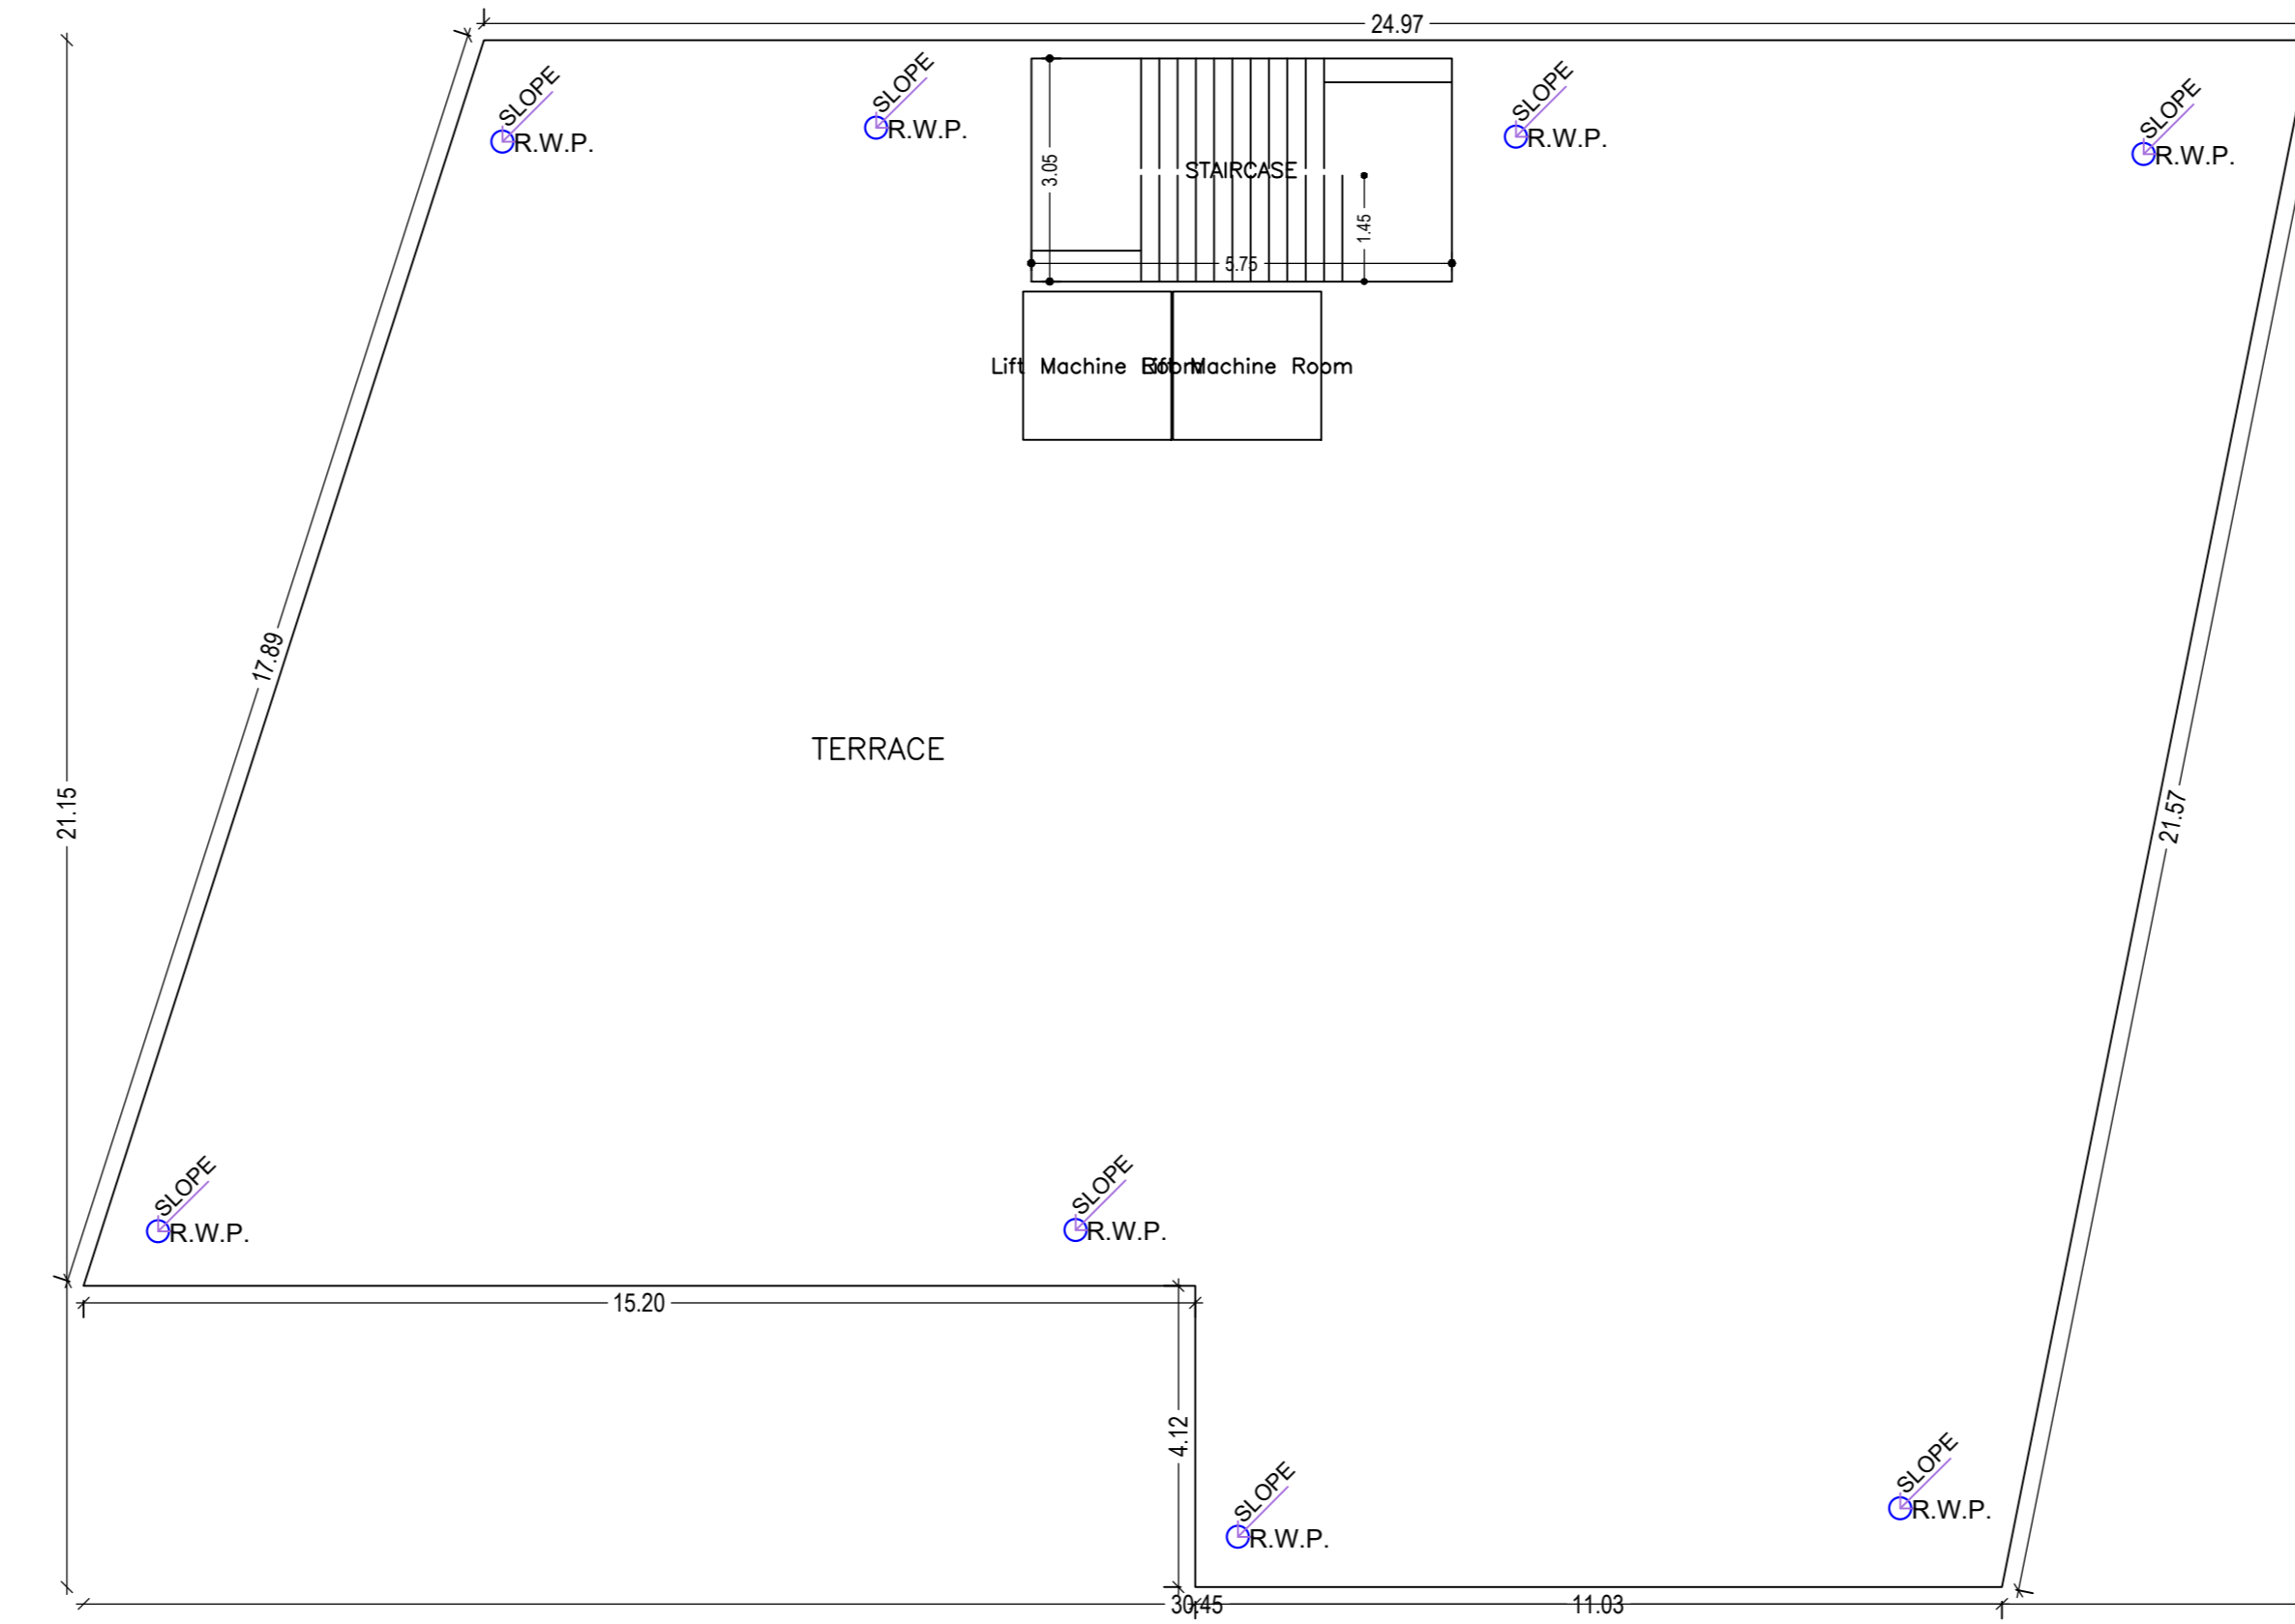 24.97
SLOPE
R.W.P.
SLOPE
R.W.P.
SLOPE
R.W.P.
SLOPE
R.W.P.
3.05
STAIRCASE
1.45
5.75
Lift Machine Room
Lift Machine Room
17.89
TERRACE
21.15
21.57
SLOPE
R.W.P.
SLOPE
R.W.P.
15.20
4.12
SLOPE
R.W.P.
SLOPE
R.W.P.
30.45
11.03